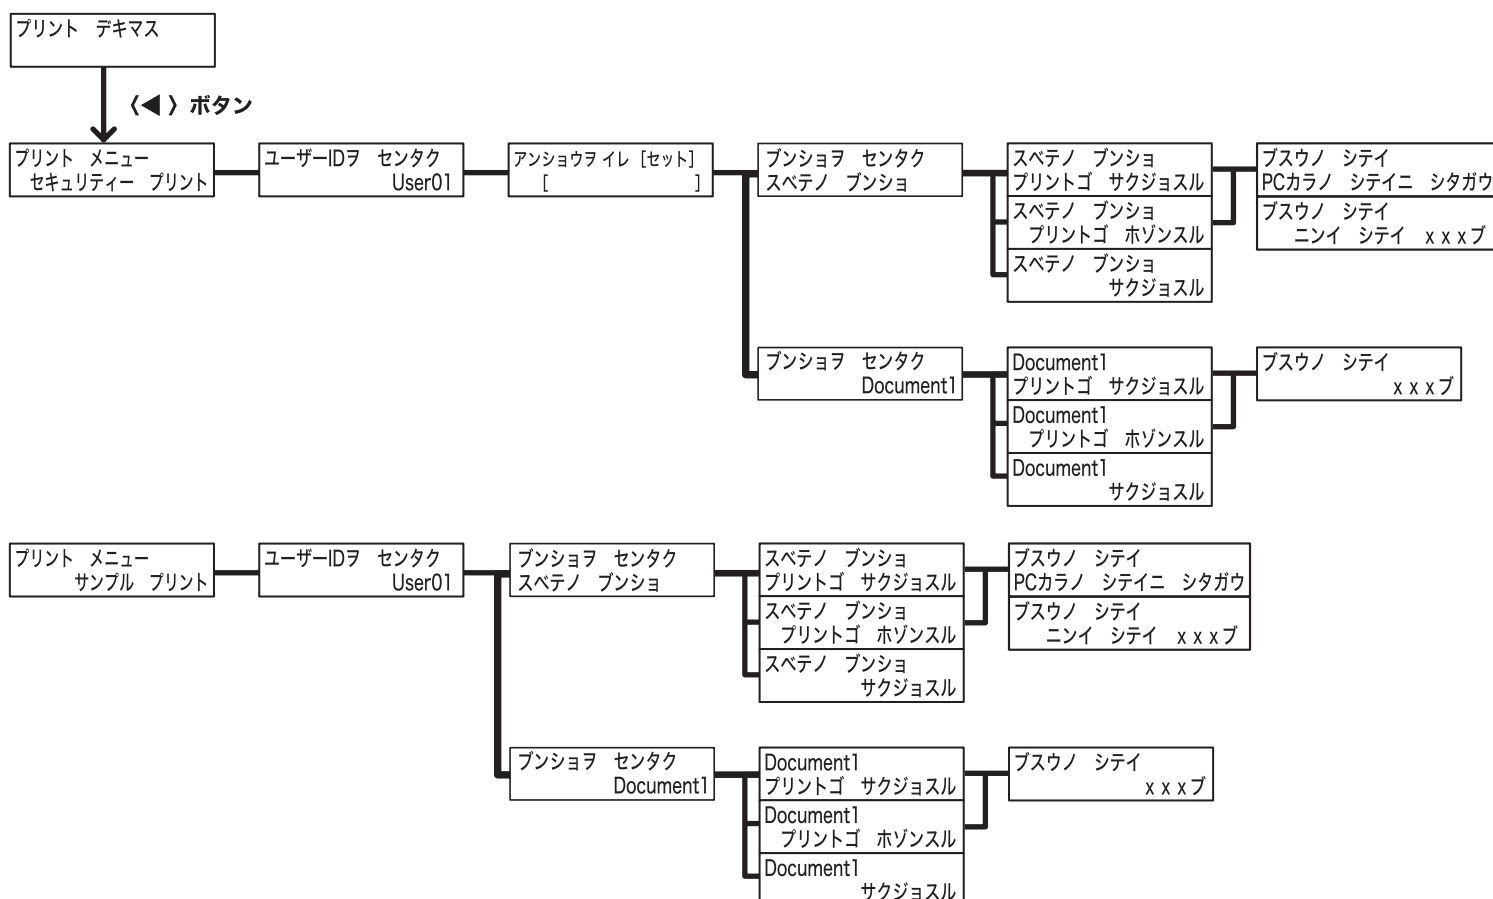 プリント デキマス
〈◀〉ボタン
プリント メニュー
セキュリティー プリント
ユーザーIDヲ センタク
User01
アンショウヲ イレ [セット]
[ ]
ブンショヲ センタク
スベテノ ブンショ
スベテノ ブンショ
プリントゴ サクジョスル
スベテノ ブンショ
プリントゴ ホゾンスル
スベテノ ブンショ
サクジョスル
ブスウノ シテイ
PCカラノ シテイニ シタガウ
ブスウノ シテイ
ニンイ シテイ x x xブ
ブンショヲ センタク
Document1
Document1
プリントゴ サクジョスル
Document1
プリントゴ ホゾンスル
Document1
サクジョスル
ブスウノ シテイ
x x xブ
プリント メニュー
サンプル プリント
ユーザーIDヲ センタク
User01
ブンショヲ センタク
スベテノ ブンショ
スベテノ ブンショ
プリントゴ サクジョスル
スベテノ ブンショ
プリントゴ ホゾンスル
スベテノ ブンショ
サクジョスル
ブスウノ シテイ
PCカラノ シテイニ シタガウ
ブスウノ シテイ
ニンイ シテイ x x xブ
ブンショヲ センタク
Document1
Document1
プリントゴ サクジョスル
Document1
プリントゴ ホゾンスル
Document1
サクジョスル
ブスウノ シテイ
x x xブ